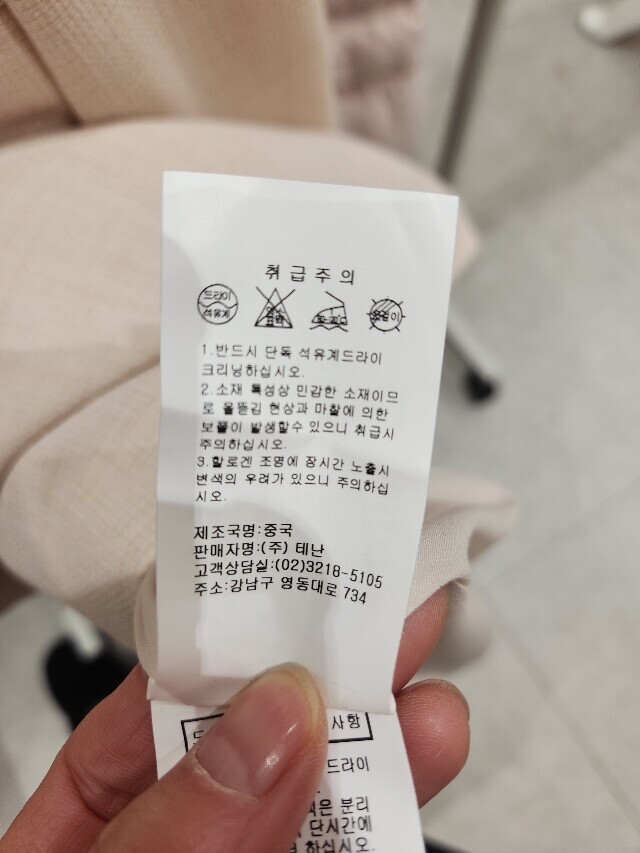 취급주의
드라이
석유계
옷걸이
1.반드시 단독 석유계드라이
크리닝하십시오.
2.소재 특성상 민감한 소재이므
로 올뜯김 현상과 마찰에 의한
보풀이 발생할수 있으니 취급시
주의하십시오.
3.할로겐 조명에 장시간 노출시
변색의 우려가 있으니 주의하십
시오.
제조국명:중국
판매자명:(주) 테난
고객상담실:(02)3218-5105
주소:강남구 영동대로 734
사항
드라이
은 분리
단시간에
하십시오.